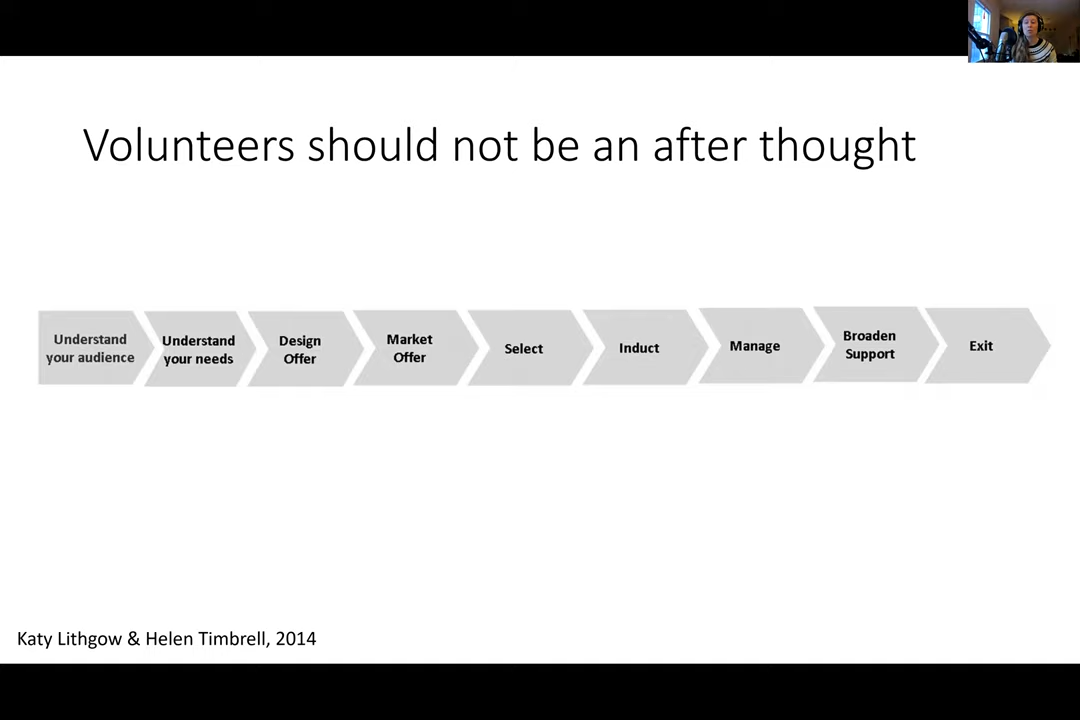 Volunteers should not be an after thought
Understand
your audience
Understand
your needs
Design
Offer
Market
Offer
Select
Induct
Manage
Broaden
Support
Exit
Katy Lithgow & Helen Timbrell, 2014